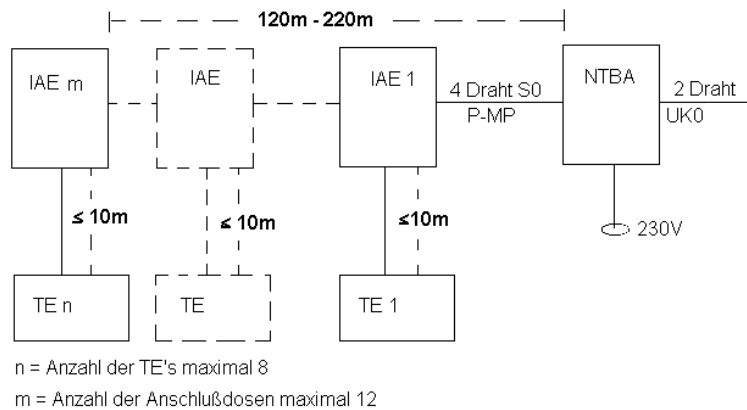 120m - 220m
IAE m
IAE
IAE 1
4 Draht S0
P-MP
NTBA
2 Draht
UK0
≤ 10m
≤ 10m
≤10m
230V
TE n
TE
TE 1
n = Anzahl der TE's maximal 8
m = Anzahl der Anschlußdosen maximal 12